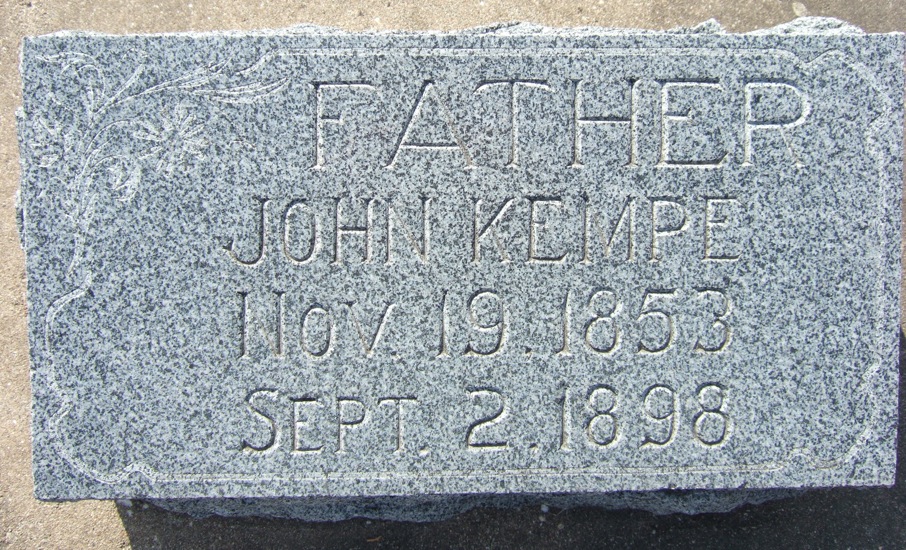 FATHER
JOHN KEMPE
NOV 19. 1853
SEPT. 2. 1898